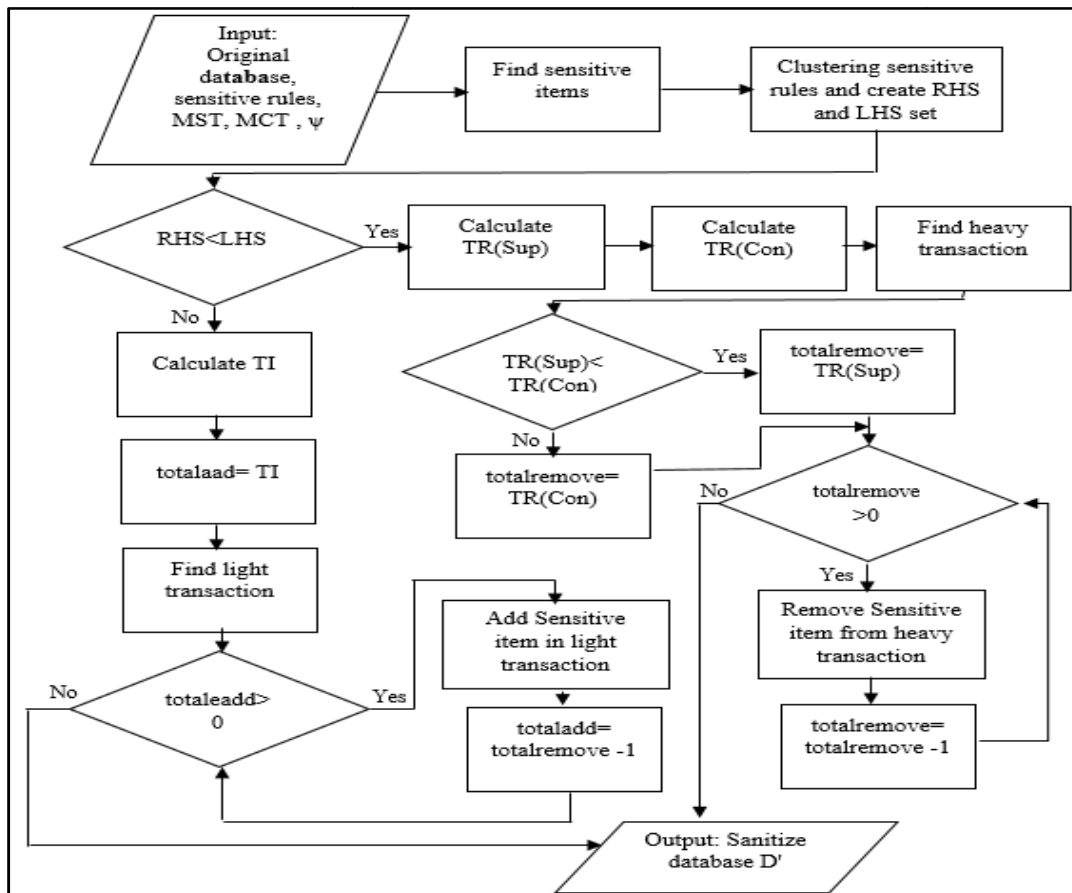 Input:
Original
database,
sensitive rules,
MST, MCT , ψ
Find sensitive
items
Clustering sensitive
rules and create RHS
and LHS set
RHS<LHS
Yes
Calculate
TR(Sup)
Calculate
TR(Con)
Find heavy
transaction
No
Calculate TI
totalaad= TI
Find light
transaction
TR(Sup)<
TR(Con)
Yes
totalremove=
TR(Sup)
No
totalremove=
TR(Con)
No
totalremove
>0
Yes
Remove Sensitive
item from heavy
transaction
totalremove=
totalremove -1
No
totaleadd>
0
Yes
Add Sensitive
item in light
transaction
totaladd=
totalremove -1
Output: Sanitize
database D'